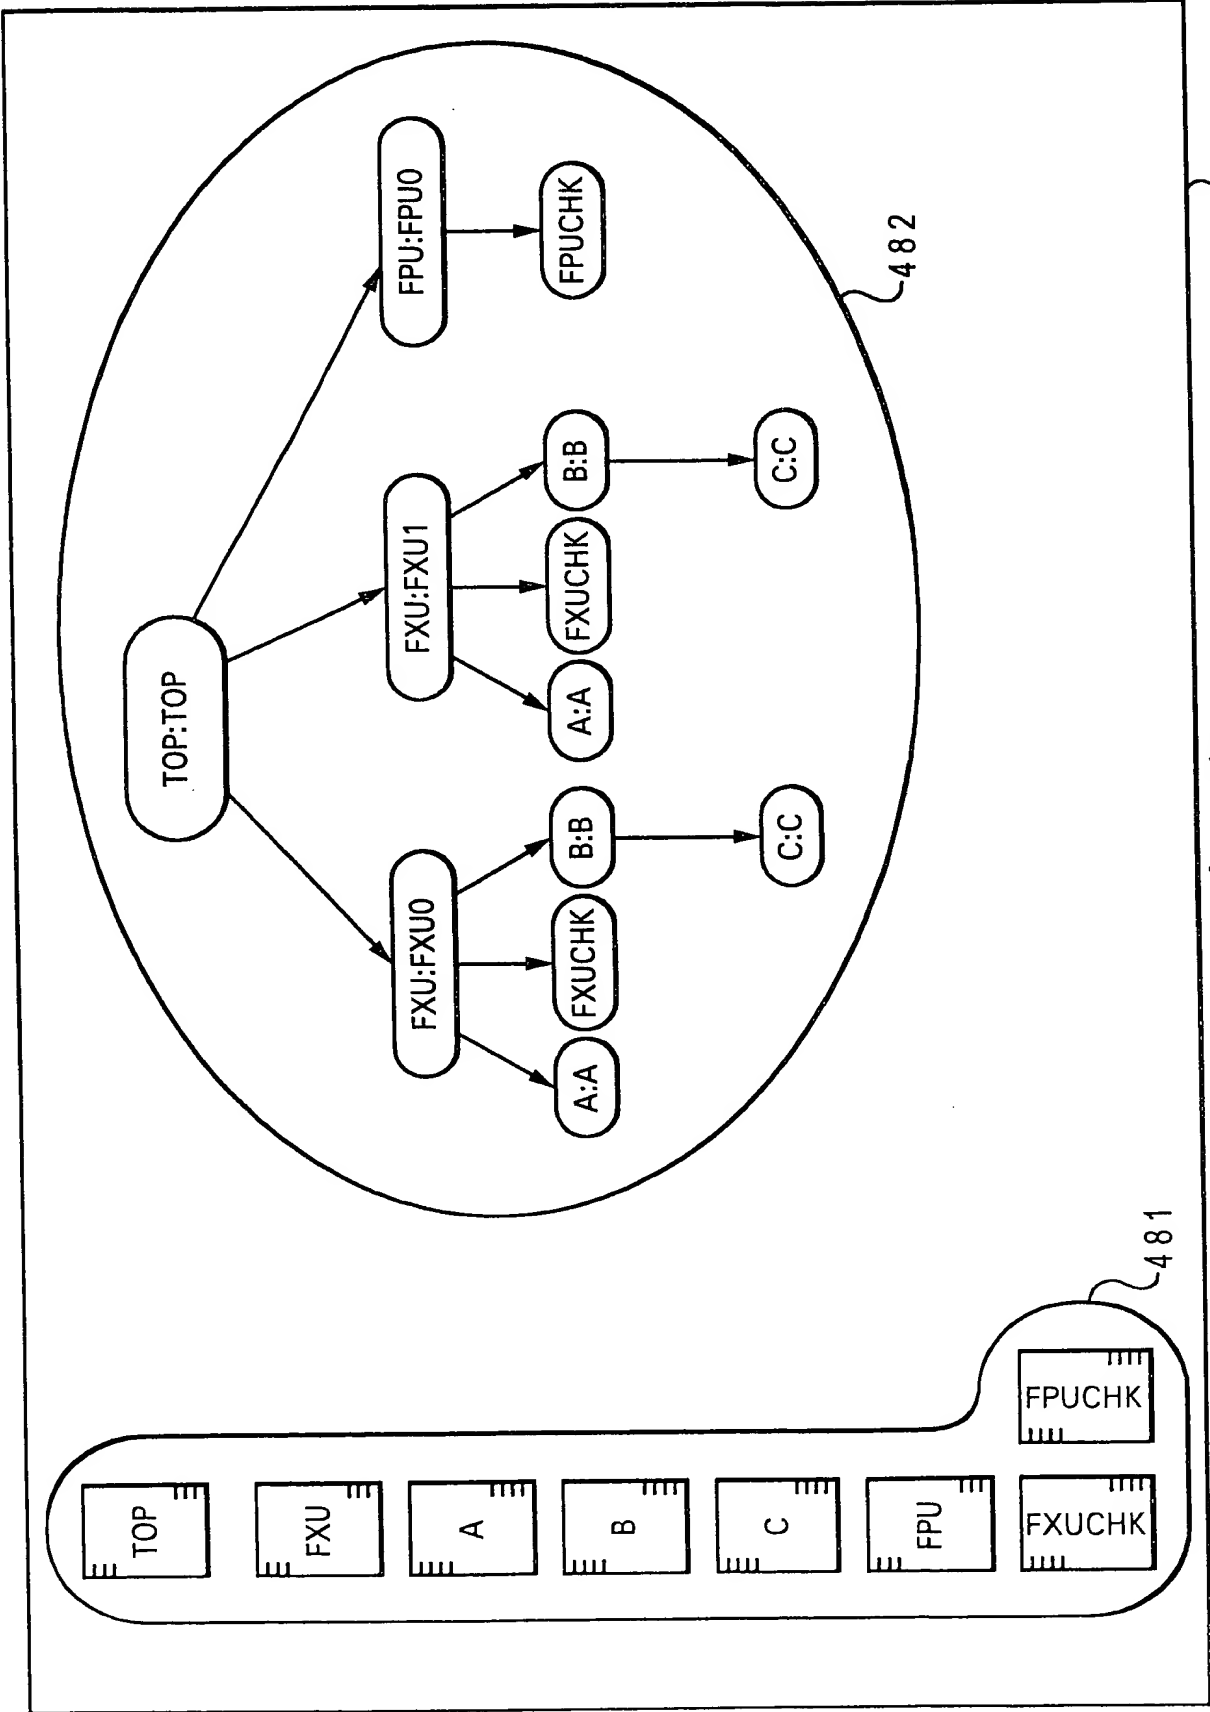 TOP
FXU
A
B
C
FPU
FXUCHK
FPUCHK
481
TOP:TOP
FXU:FXU0
FXU:FXU1
FPU:FPU0
A:A
FXUCHK
B:B
A:A
FXUCHK
B:B
FPUCHK
C:C
C:C
482